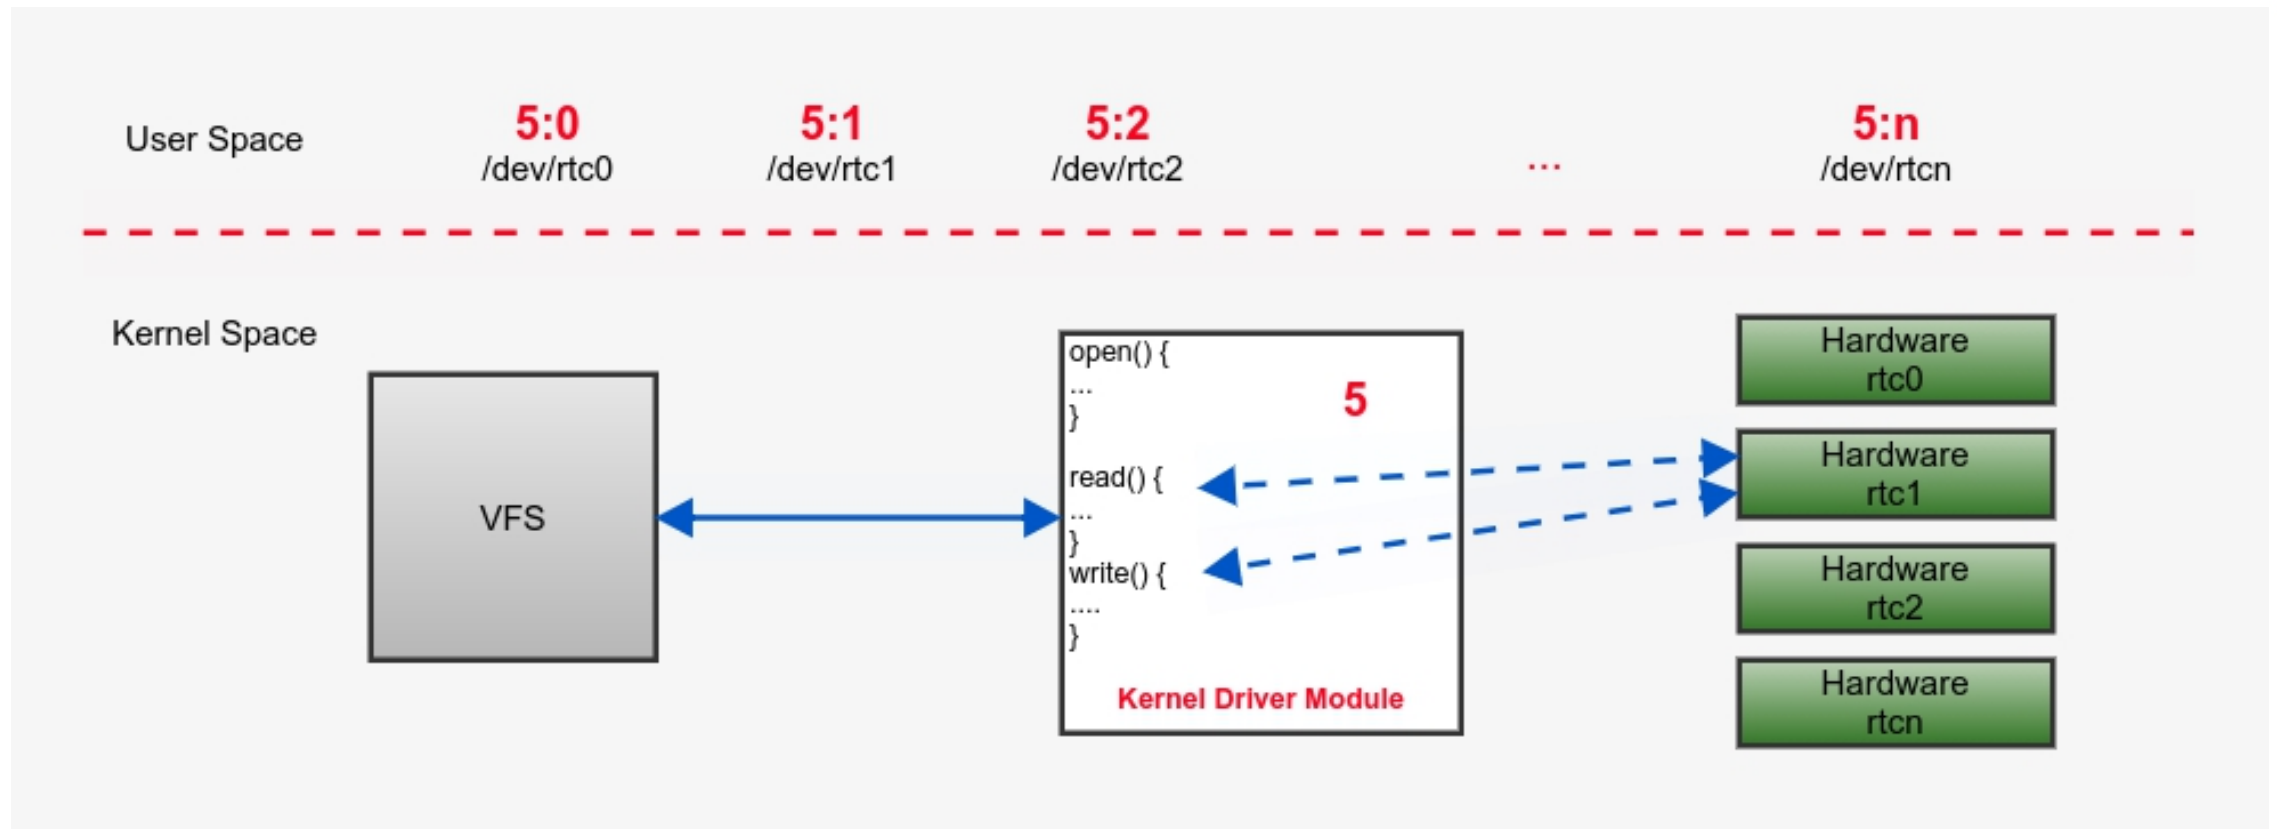 User Space
5:0
/dev/rtc0
5:1
/dev/rtc1
5:2
/dev/rtc2
...
5:n
/dev/rtcn
Kernel Space
VFS
open() {
...
}
5
read() {
...
}
write() {
....
}
Kernel Driver Module
Hardware
rtc0
Hardware
rtc1
Hardware
rtc2
Hardware
rtcn